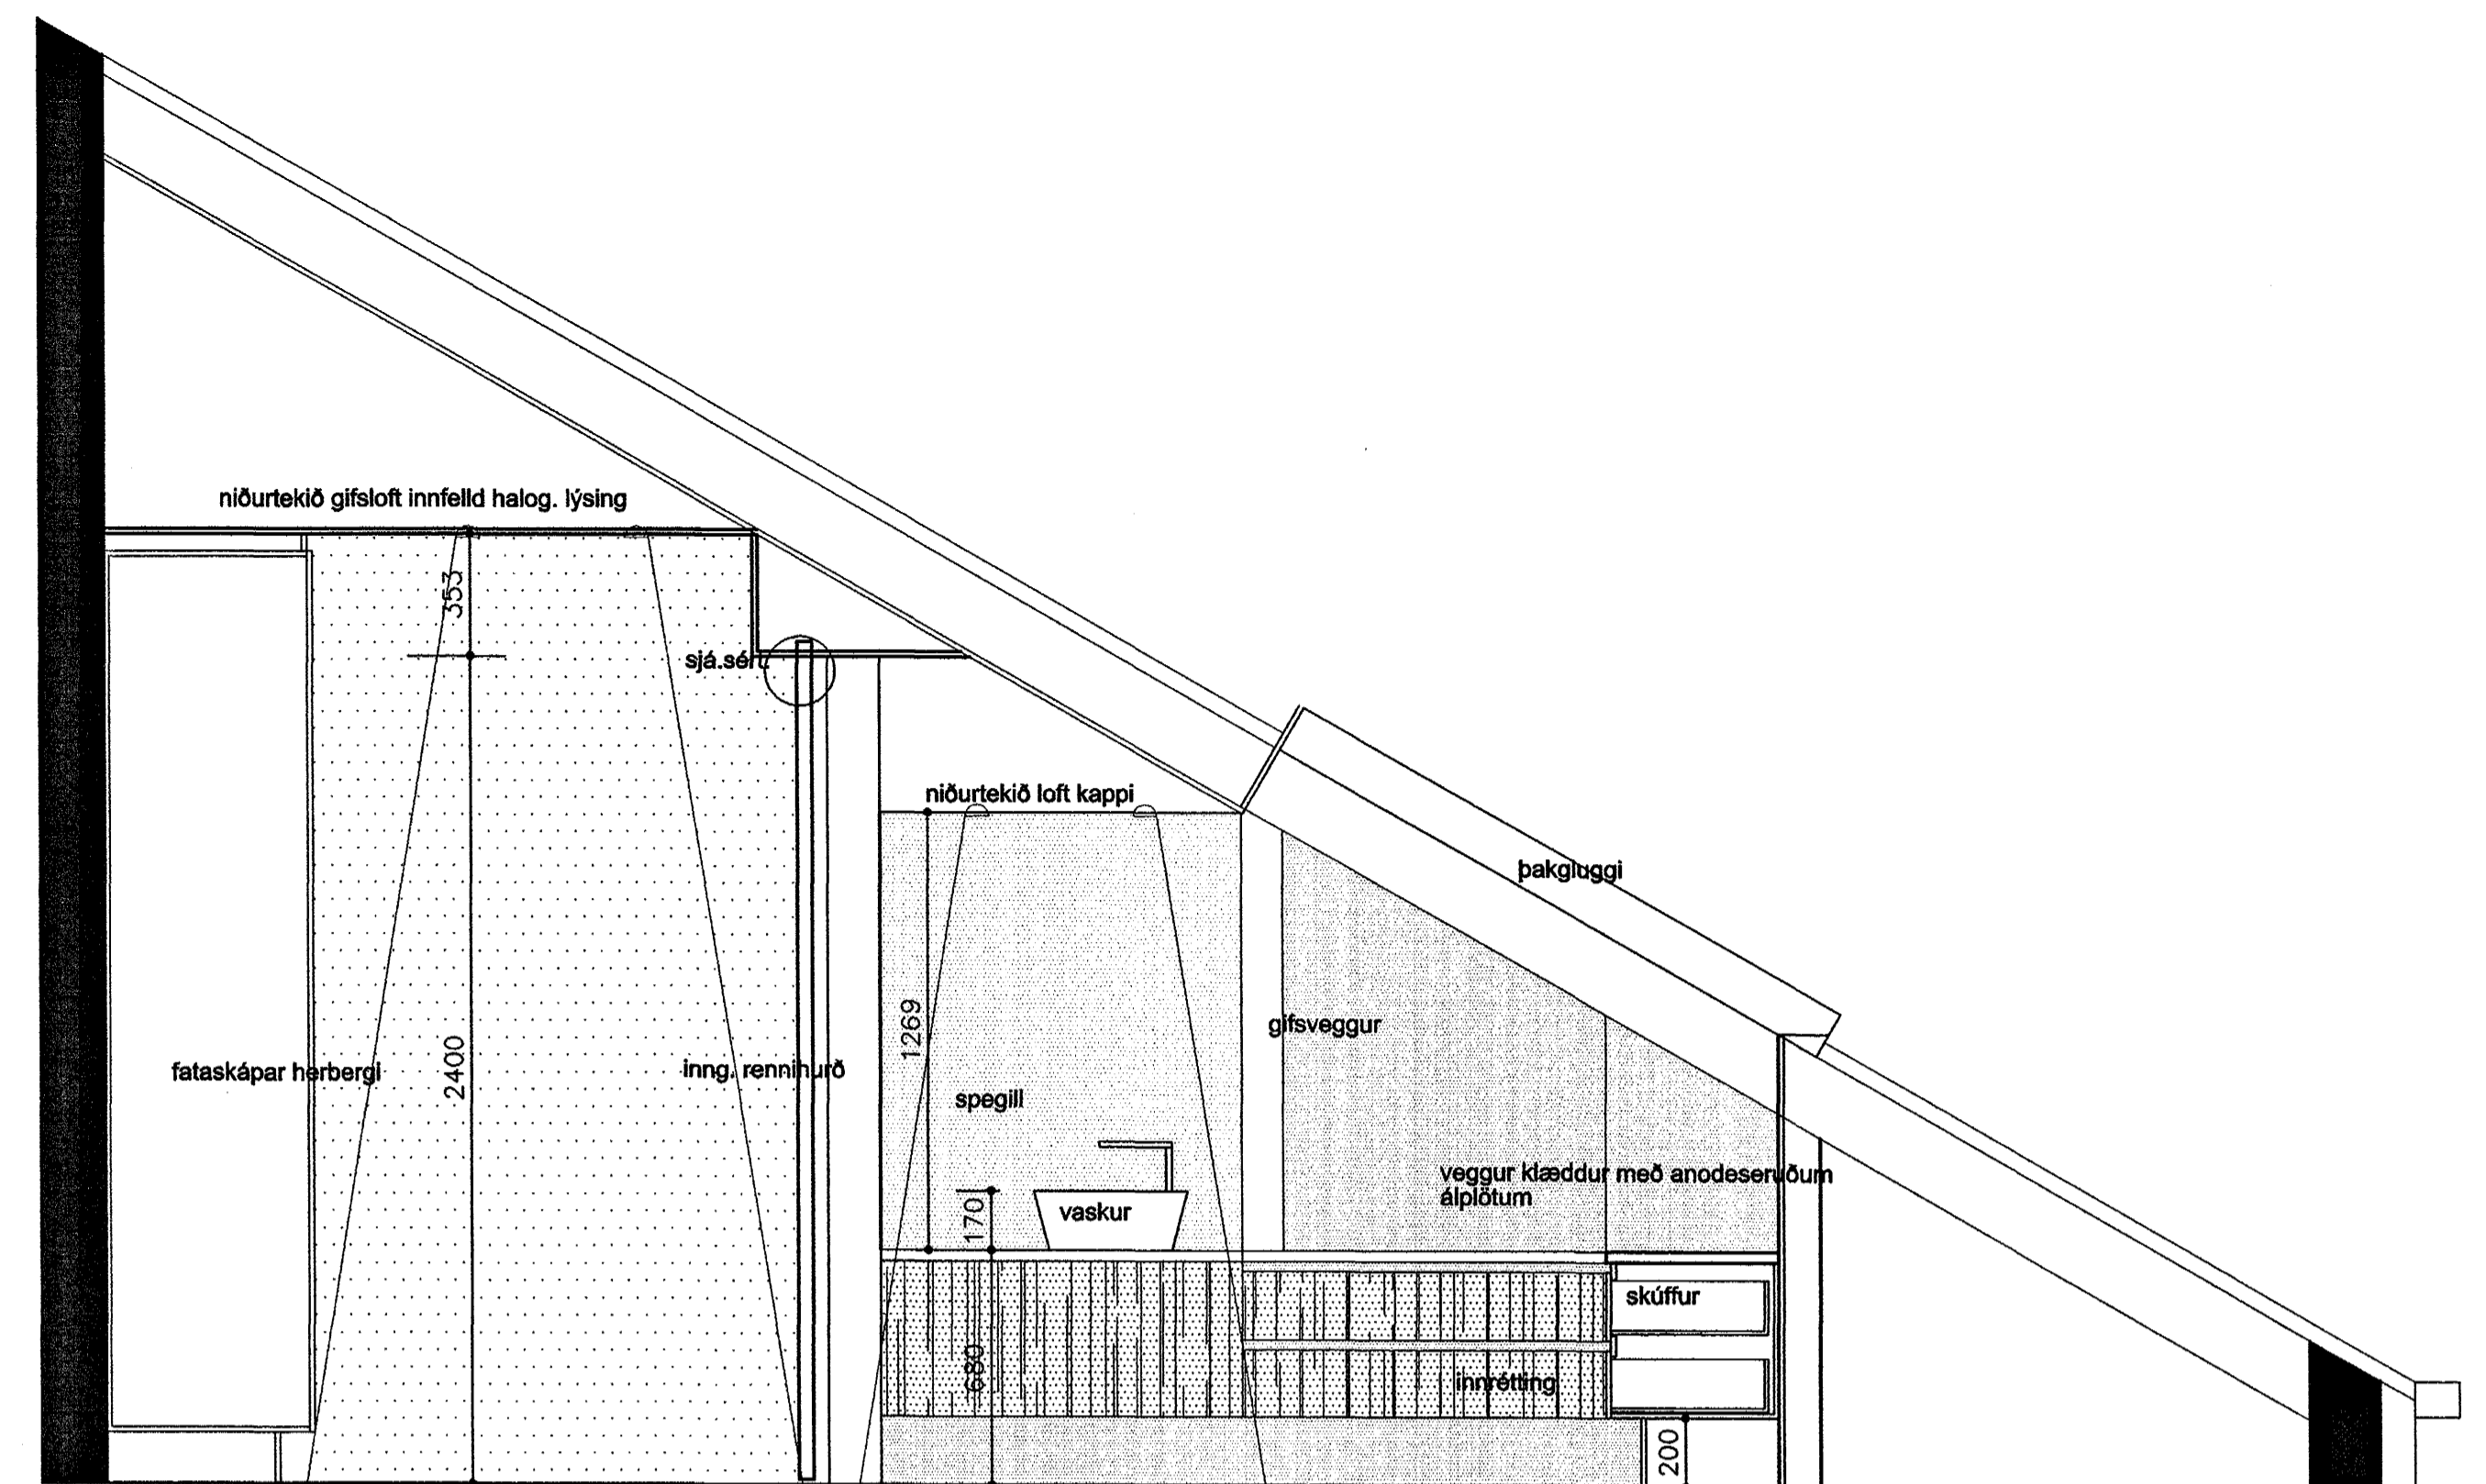 niðurtekið gifsloft innfelld halog. lýsing
353
sjá.sért.
niðurtekið loft kappi
þakgluggi
1269
gifsveggur
2400
fataskápar herbergi
inng. rennihurð
spegill
veggur klæddur með anodeseruðum
álplötum
170
vaskur
skúffur
680
innrétting
200